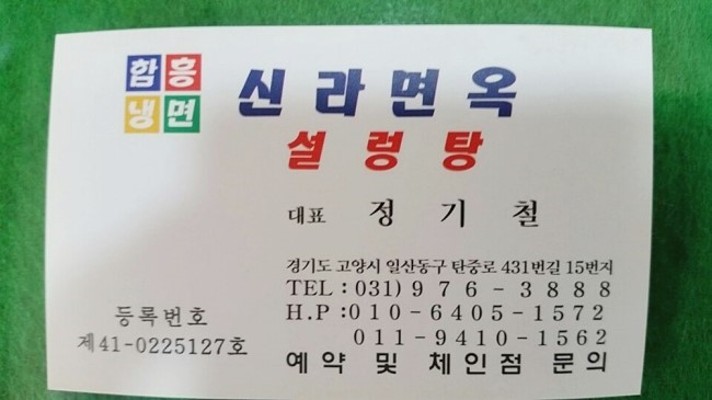 함흥
냉면
신라면옥
설렁탕
대표 정기철
경기도 고양시 일산동구 탄중로 431번길 15번지
TEL : 031) 976-3888
H.P : 010-6405-1572
011-9410-1562
예약 및 체인점 문의
등록번호
제41-0225127호